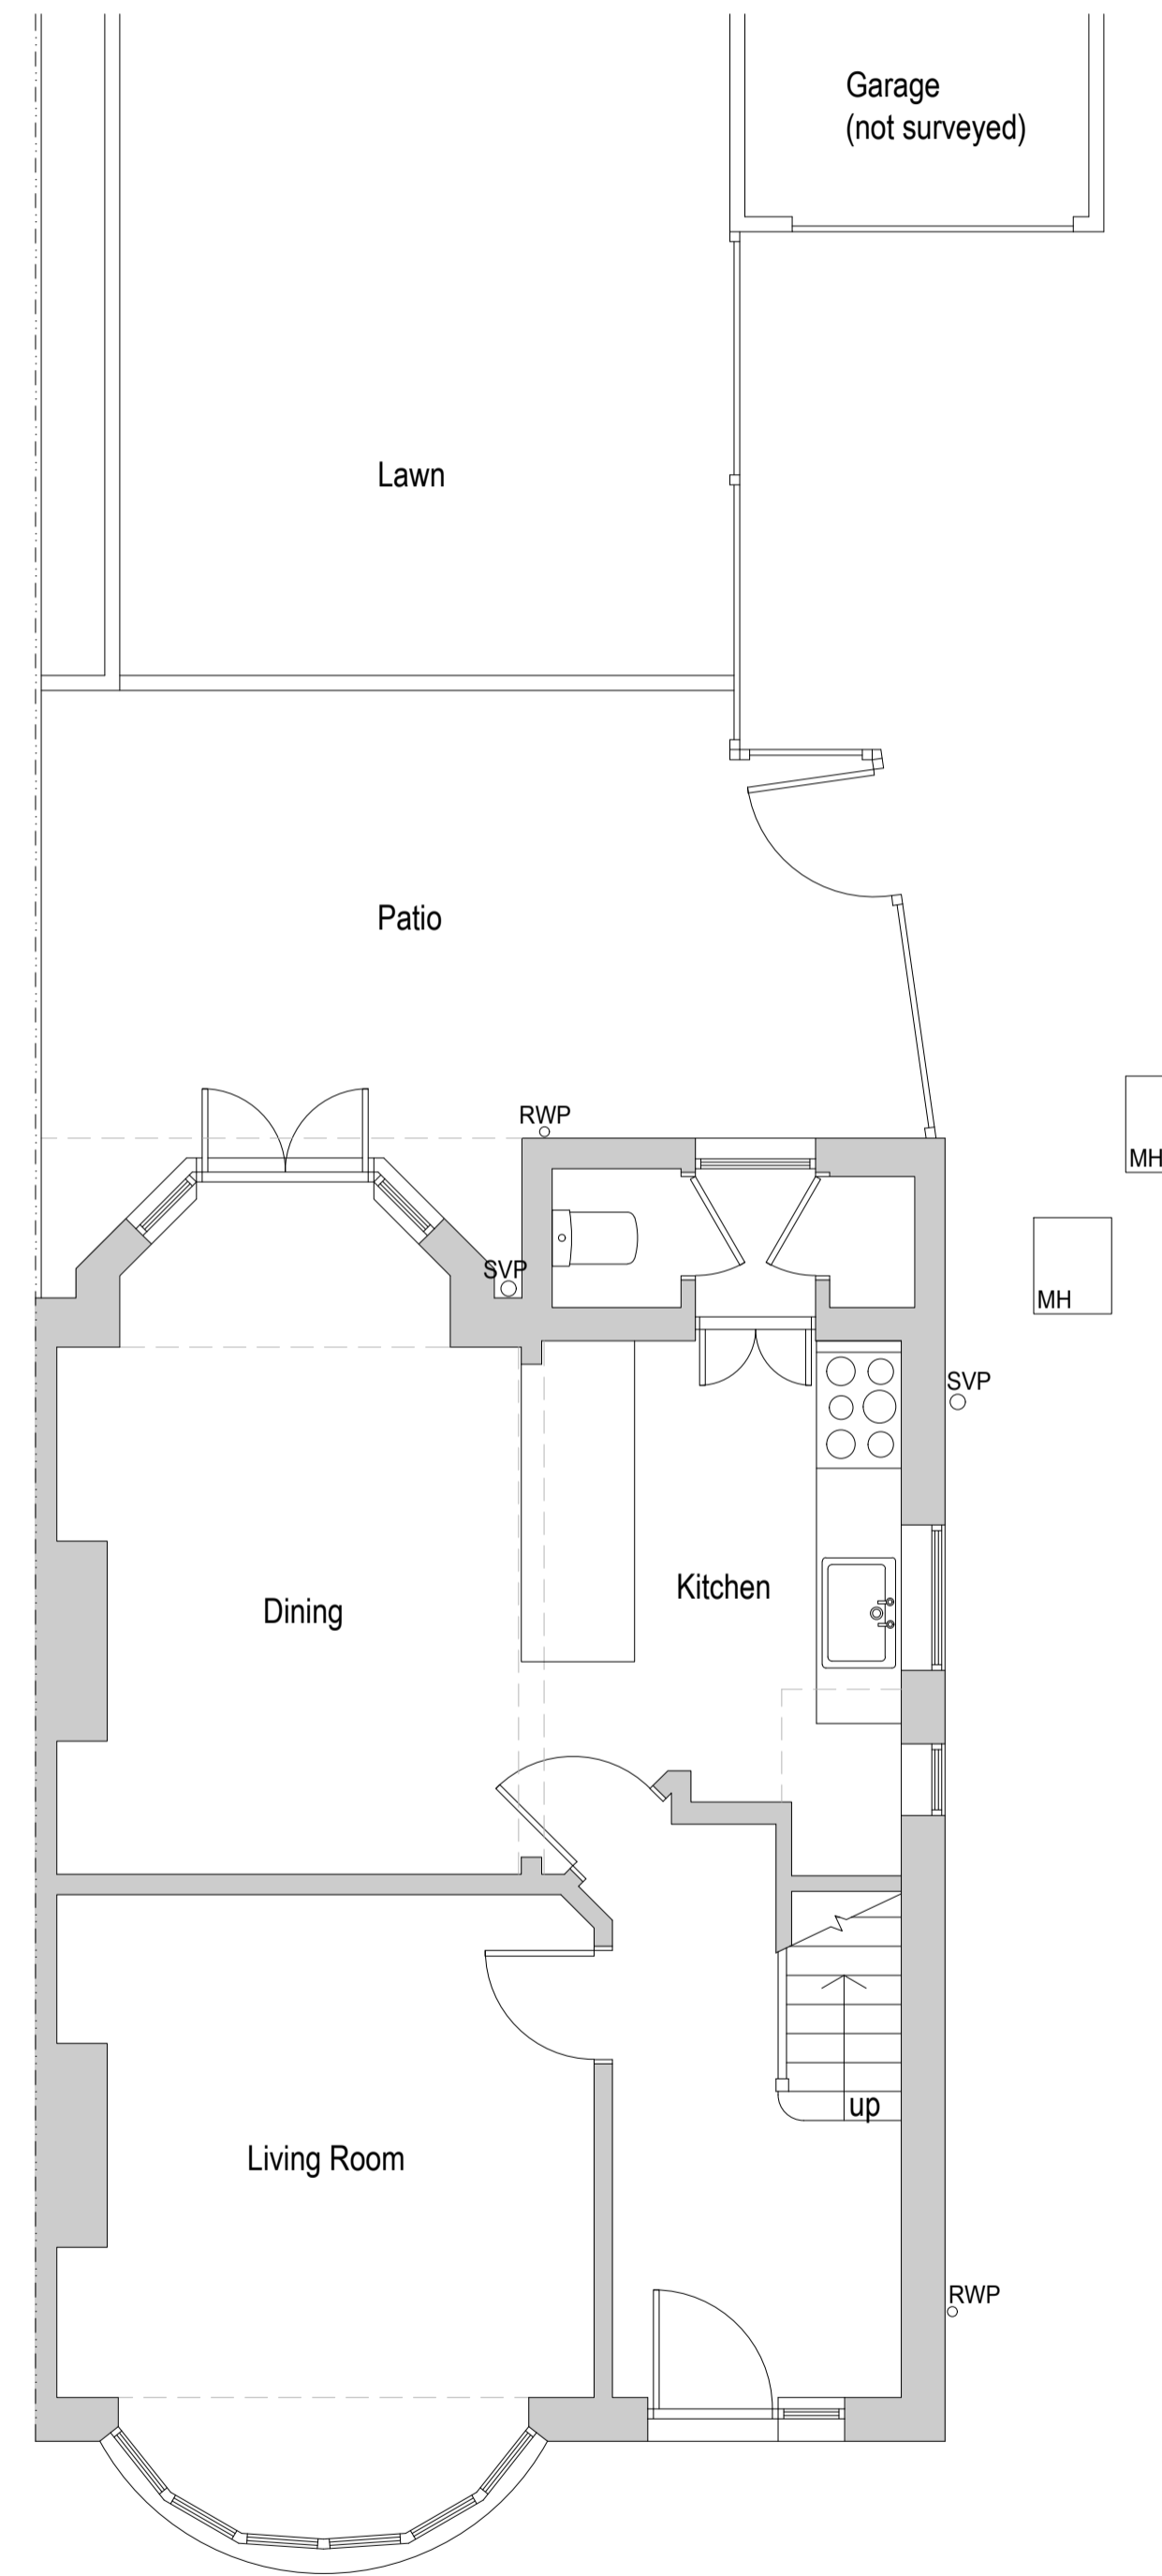 Garage
(not surveyed)
Lawn
Patio
RWP
MH
SVP
MH
SVP
Kitchen
Dining
up
Living Room
RWP